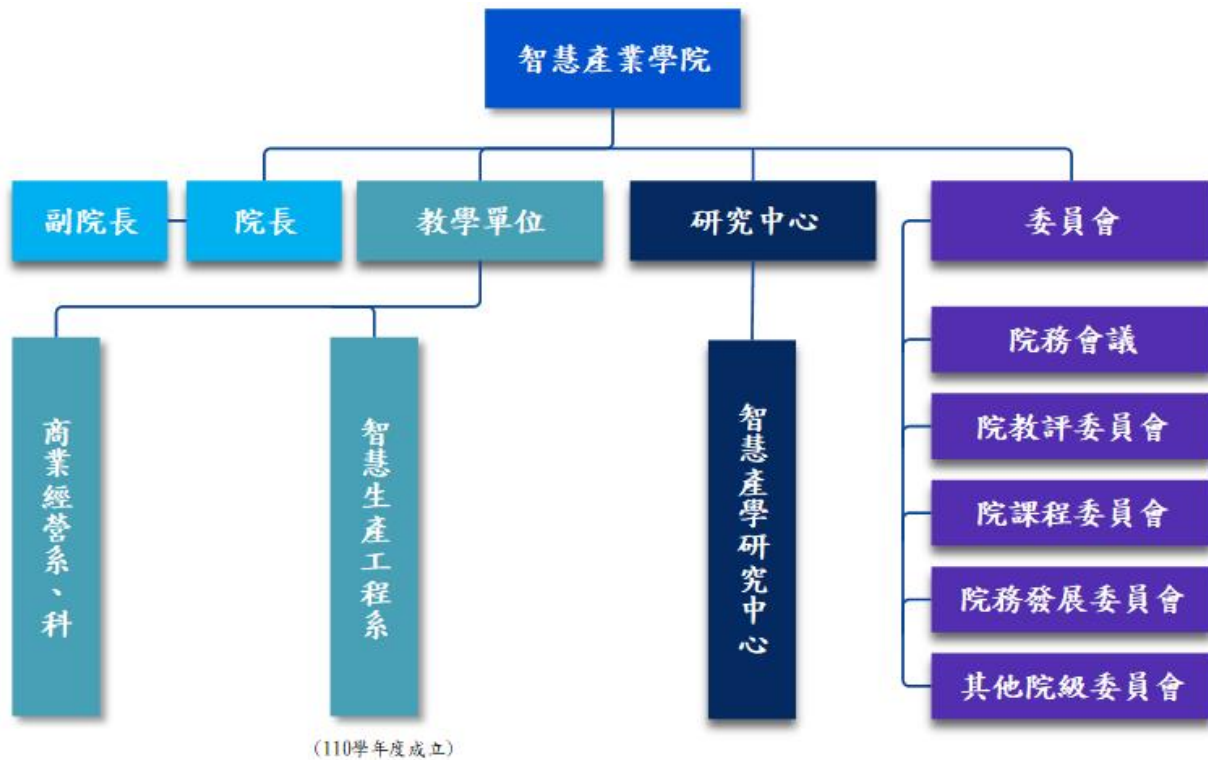 智慧產業學院
副院長
院長
教學單位
研究中心
委員會
商業經營系、科
智慧生產工程系
(110學年度成立)
智慧產學研究中心
院務會議
院教評委員會
院課程委員會
院務發展委員會
其他院級委員會